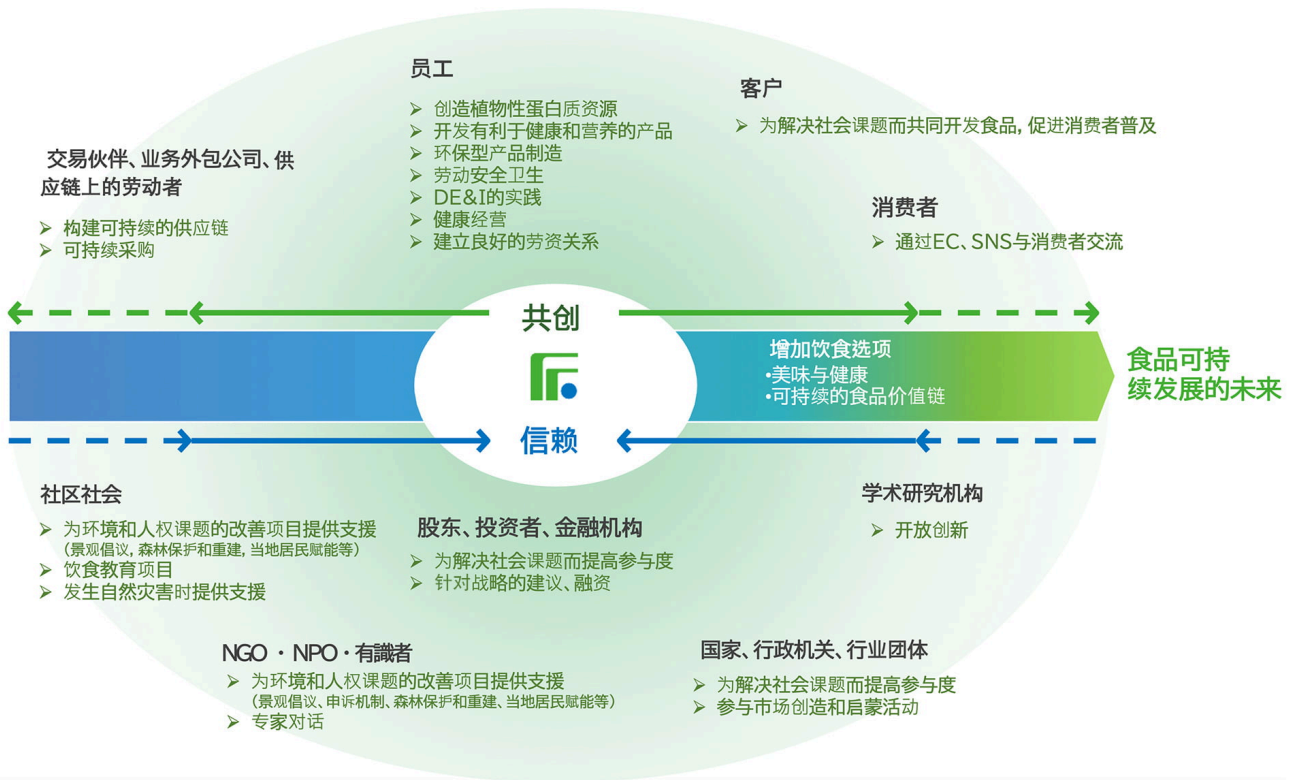 员工
➢ 创造植物性蛋白质资源
➢ 开发有利于健康和营养的产品
➢ 环保型产品制造
➢ 劳动安全卫生
➢ DE&I的实践
➢ 健康经营
➢ 建立良好的劳资关系
客户
➢ 为解决社会课题而共同开发食品, 促进消费者普及
交易伙伴、业务外包公司、供
应链上的劳动者
➢ 构建可持续的供应链
➢ 可持续采购
消费者
➢ 通过EC、SNS与消费者交流
共创
信赖
增加饮食选项
•美味与健康
•可持续的食品价值链
食品可持
续发展的未来
社区社会
➢ 为环境和人权课题的改善项目提供支援
(景观倡议, 森林保护和重建, 当地居民赋能等)
➢ 饮食教育项目
➢ 发生自然灾害时提供支援
股东、投资者、金融机构
➢ 为解决社会课题而提高参与度
➢ 针对战略的建议、融资
学术研究机构
➢ 开放创新
NGO ・ NPO・有識者
➢ 为环境和人权课题的改善项目提供支援
(景观倡议、申诉机制、森林保护和重建、当地居民赋能等)
➢ 专家对话
国家、行政机关、行业团体
➢ 为解决社会课题而提高参与度
➢ 参与市场创造和启蒙活动